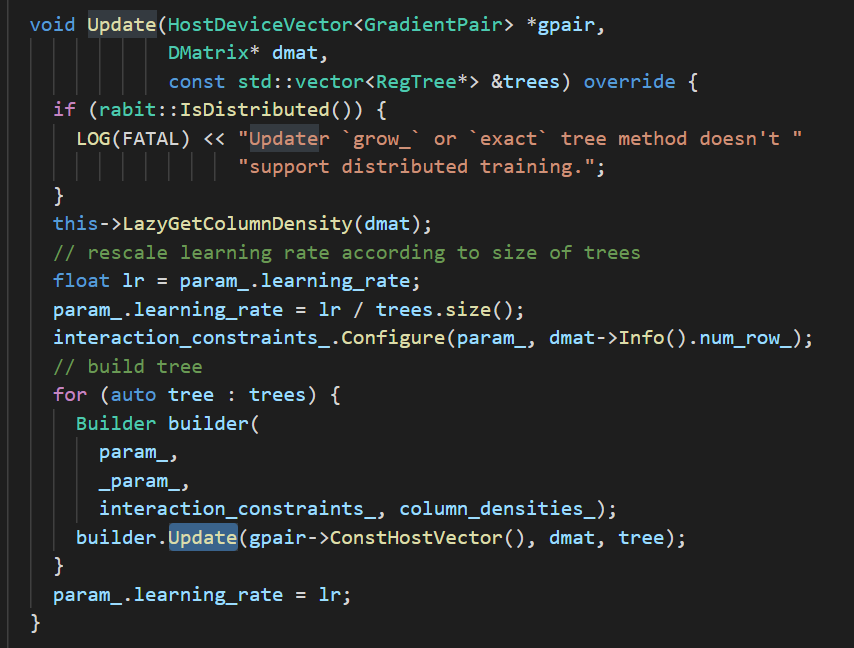 void Update(HostDeviceVector<GradientPair> *gpair,
            DMatrix* dmat,
            const std::vector<RegTree*> &trees) override {
  if (rabit::IsDistributed()) {
    LOG(FATAL) << "Updater `grow_` or `exact` tree method doesn't "
                  "support distributed training.";
  }
  this->LazyGetColumnDensity(dmat);
  // rescale learning rate according to size of trees
  float lr = param_.learning_rate;
  param_.learning_rate = lr / trees.size();
  interaction_constraints_.Configure(param_, dmat->Info().num_row_);
  // build tree
  for (auto tree : trees) {
    Builder builder(
      param_,
      _param_,
      interaction_constraints_, column_densities_);
    builder.Update(gpair->ConstHostVector(), dmat, tree);
  }
  param_.learning_rate = lr;
}